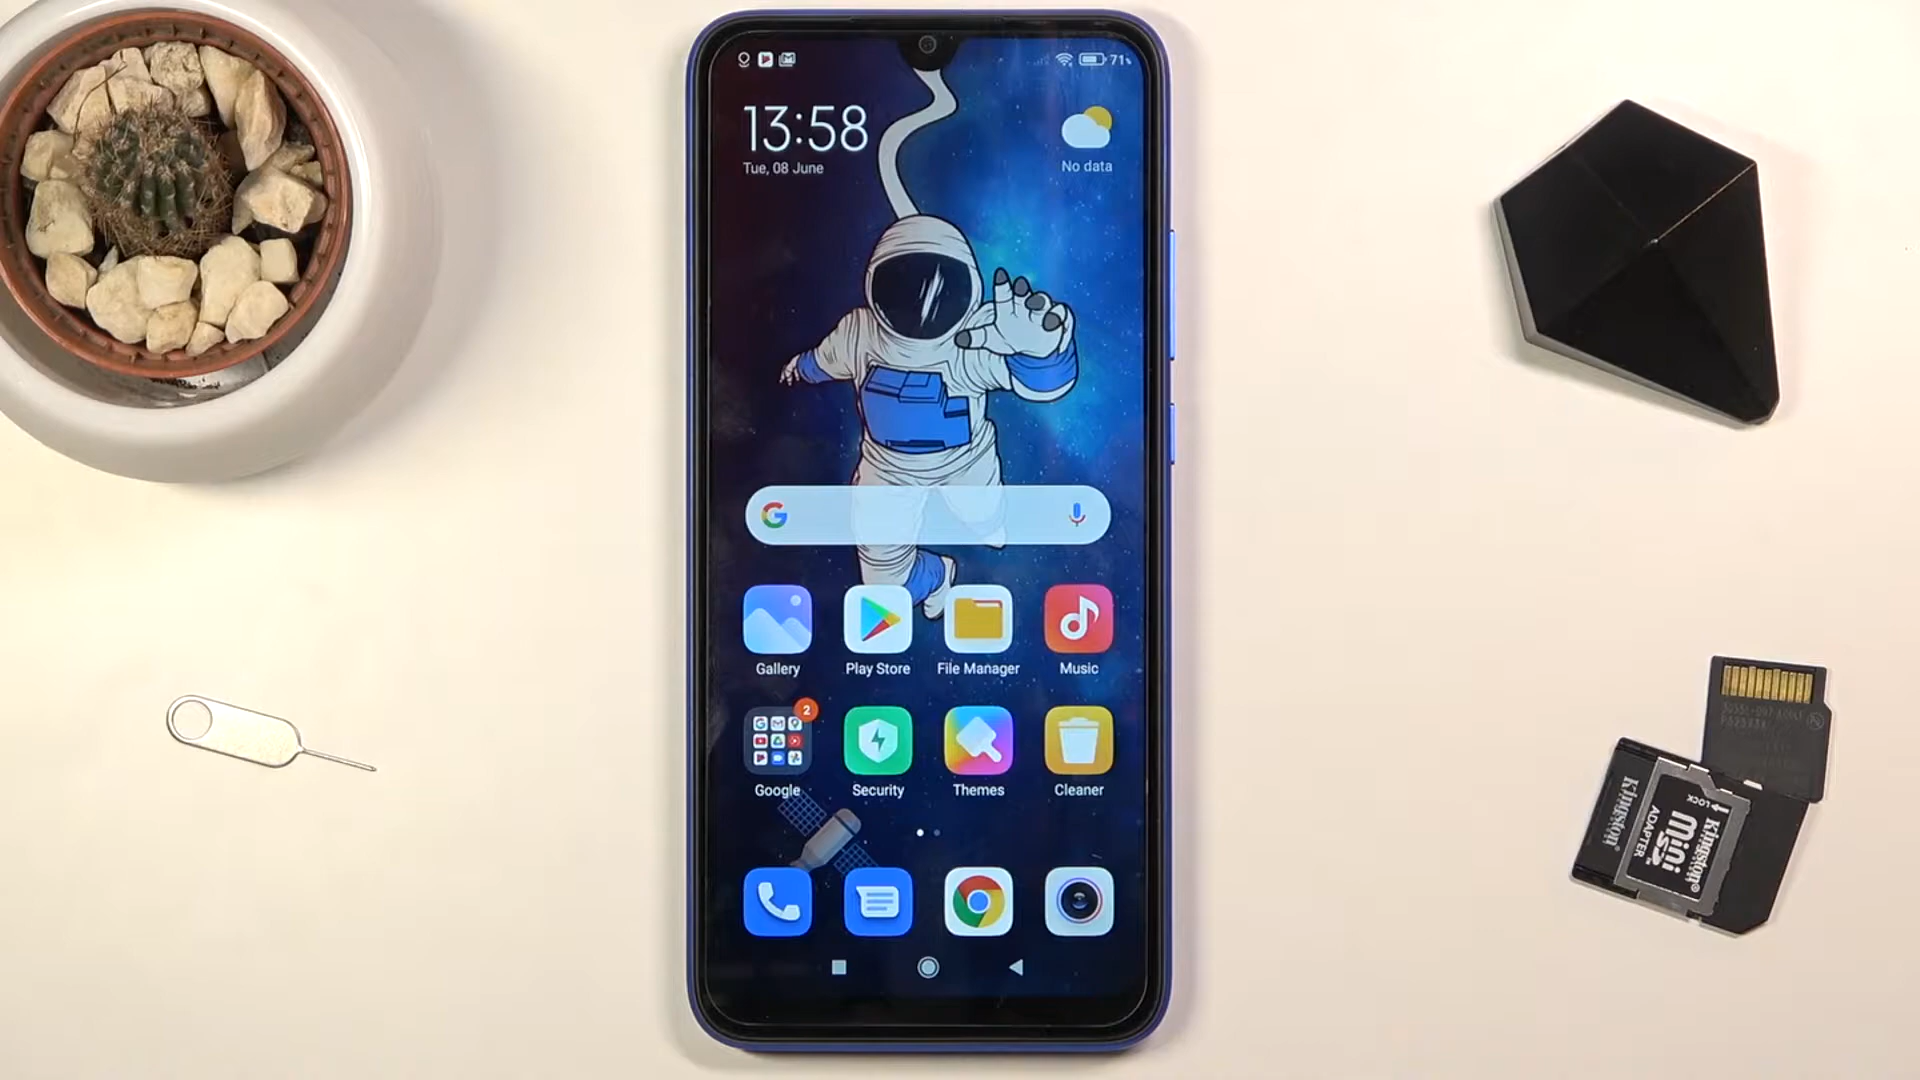 71%
13:58
Tue, 08 June
No data
Gallery
Play Store
File Manager
Music
2
Google
Security
Themes
Cleaner
Kingston®
LOCK
Kingston®
mini
ADAPTER